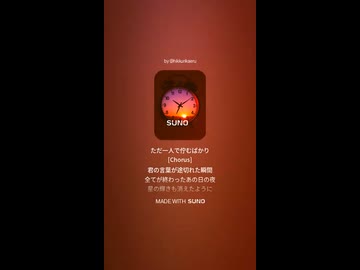 SUNO
ただ一人で佇むばかり
[Chorus]
君の言葉が途切れた瞬間
全てが終わったあの日の夜
星の輝きも消えたように
MADE WITH SUNO